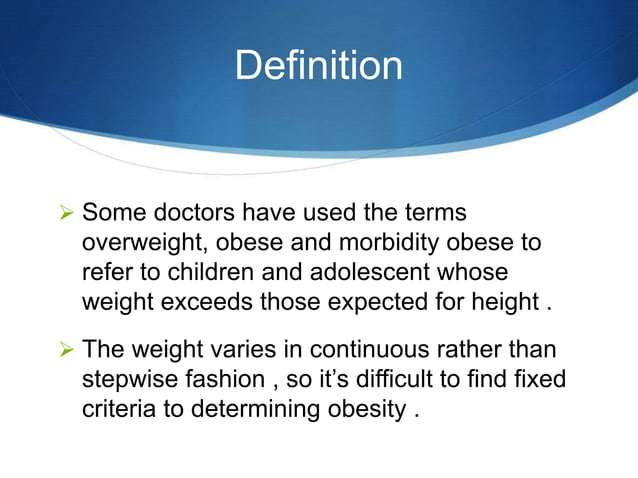 Definition
Some doctors have used the terms
overweight, obese and morbidity obese to
refer to children and adolescent whose
weight exceeds those expected for height .
The weight varies in continuous rather than
stepwise fashion , so it’s difficult to find fixed
criteria to determining obesity .